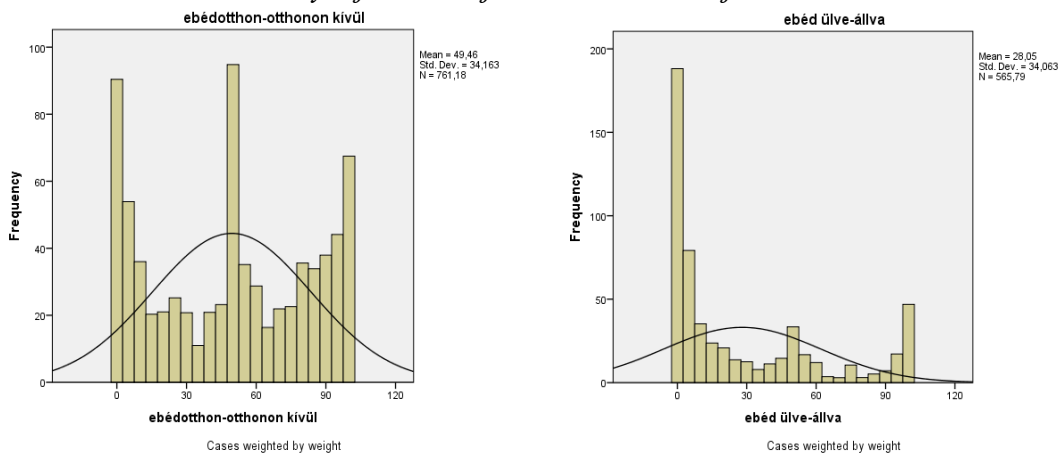 ebédotthon-otthonon kívül
Mean = 49,46
Std. Dev. = 34,163
N = 761,18
Frequency
100
80
60
40
20
0
0 30 60 90 120
ebédotthon-otthonon kívül
Cases weighted by weight
ebéd ülve-állva
Mean = 28,05
Std. Dev. = 34,063
N = 565,79
Frequency
200
150
100
50
0
0 30 60 90 120
ebéd ülve-állva
Cases weighted by weight